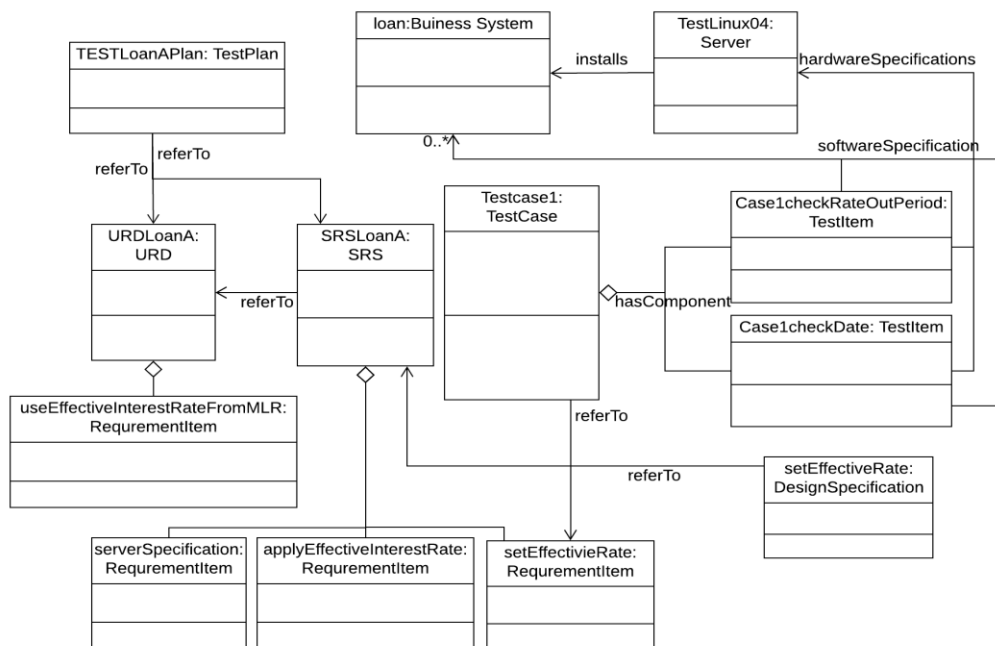 loan:Buiness System
TestLinux04:
Server
TESTLoanAPlan: TestPlan
installs
hardwareSpecifications
0..*
softwareSpecification
referTo
referTo
Testcase1:
TestCase
Case1checkRateOutPeriod:
TestItem
URDLoanA:
URD
SRSLoanA:
SRS
referTo
hasComponent
Case1checkDate: TestItem
useEffectiveInterestRateFromMLR:
RequrementItem
referTo
referTo
setEffectiveRate:
DesignSpecification
serverSpecification:
RequrementItem
applyEffectiveInterestRate:
RequrementItem
setEffectivieRate:
RequrementItem